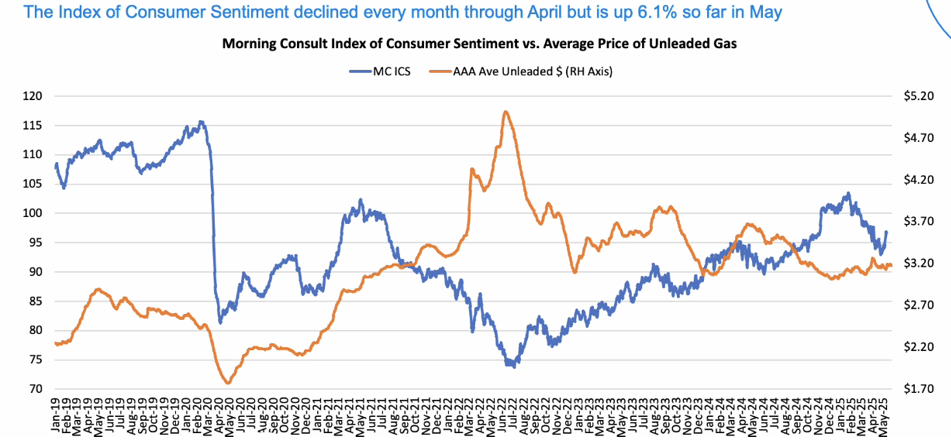 The Index of Consumer Sentiment declined every month through April but is up 6.1% so far in May
Morning Consult Index of Consumer Sentiment vs. Average Price of Unleaded Gas
MC ICS
AAA Ave Unleaded $ (RH Axis)
120
115
110
105
100
95
90
85
80
75
70
$5.20
$4.70
$4.20
$3.70
$3.20
$2.70
$2.20
$1.70
Jan-19
Feb-19
Mar-19
Apr-19
May-19
Jun-19
Jul-19
Aug-19
Sep-19
Oct-19
Nov-19
Dec-19
Jan-20
Feb-20
Mar-20
Apr-20
May-20
Jun-20
Jul-20
Aug-20
Sep-20
Oct-20
Nov-20
Dec-20
Jan-21
Feb-21
Mar-21
Apr-21
May-21
Jun-21
Jul-21
Aug-21
Sep-21
Oct-21
Nov-21
Dec-21
Jan-22
Feb-22
Mar-22
Apr-22
May-22
Jun-22
Jul-22
Aug-22
Sep-22
Oct-22
Nov-22
Dec-22
Jan-23
Feb-23
Mar-23
Apr-23
May-23
Jun-23
Jul-23
Aug-23
Sep-23
Oct-23
Nov-23
Dec-23
Jan-24
Feb-24
Mar-24
Apr-24
May-24
Jun-24
Jul-24
Aug-24
Sep-24
Oct-24
Nov-24
Dec-24
Jan-25
Feb-25
Mar-25
Apr-25
May-25